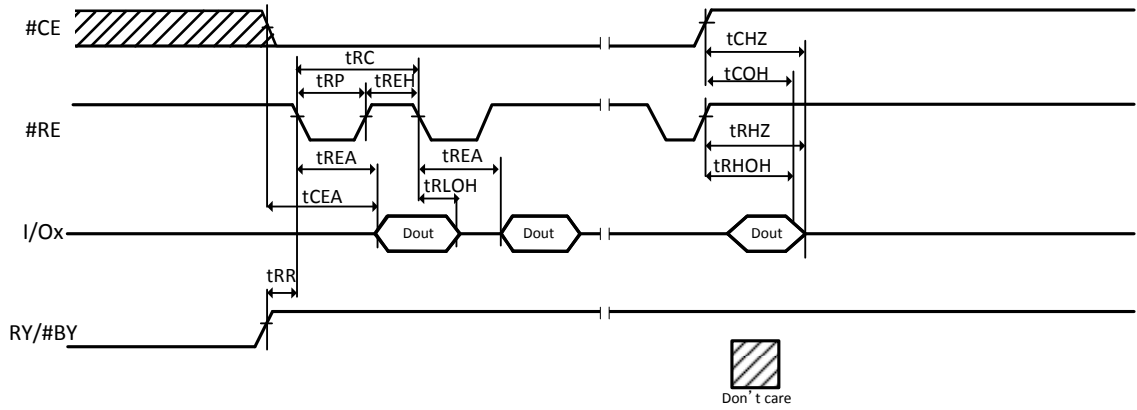 #CE
tCHZ
tRC
tCOH
tRP
tREH
#RE
tRHZ
tREA
tREA
tRHOH
tRLOH
tCEA
I/Ox
Dout
Dout
Dout
tRR
RY/#BY
Don't care